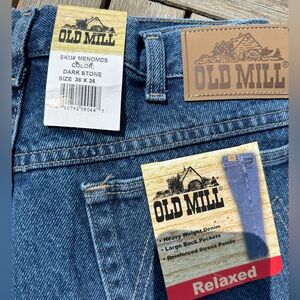 OLD MILL
SKU# MENOMDS
COLOR:
DARK STONE
SIZE 36 X 36
OLD MILL
OLD MILL
• Heavy Weight Denim
• Large Back Pockets
• Reinforced Stress Points
Relaxed